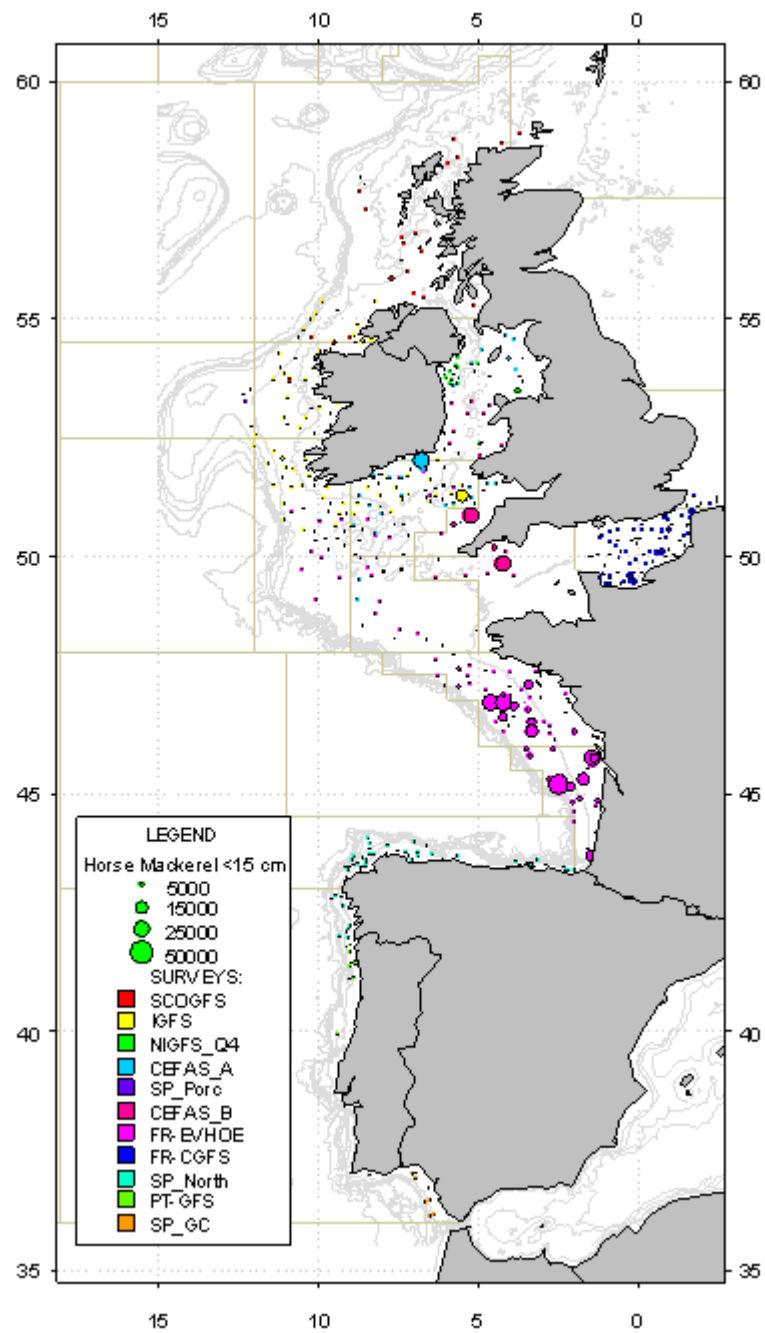 15 10 5 0
60 60
55 55
50 50
45 45
LEGEND
Horse Mackerel <15 cm
5000
15000
25000
50000
SURVEYS:
SCOGFS
IGFS
NIGFS_Q4
CEFAS_A
SP_Porc
CEFAS_B
FR-EVHOE
FR-CGFS
SP_North
PT-GFS
SP_GC
40 40
35 35
15 10 5 0